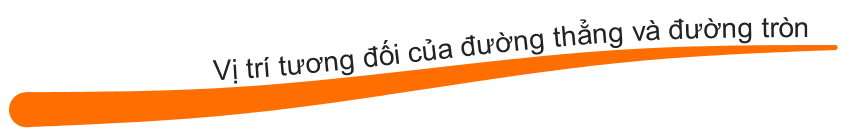 Vị trí tương đối của đường thẳng và đường tròn